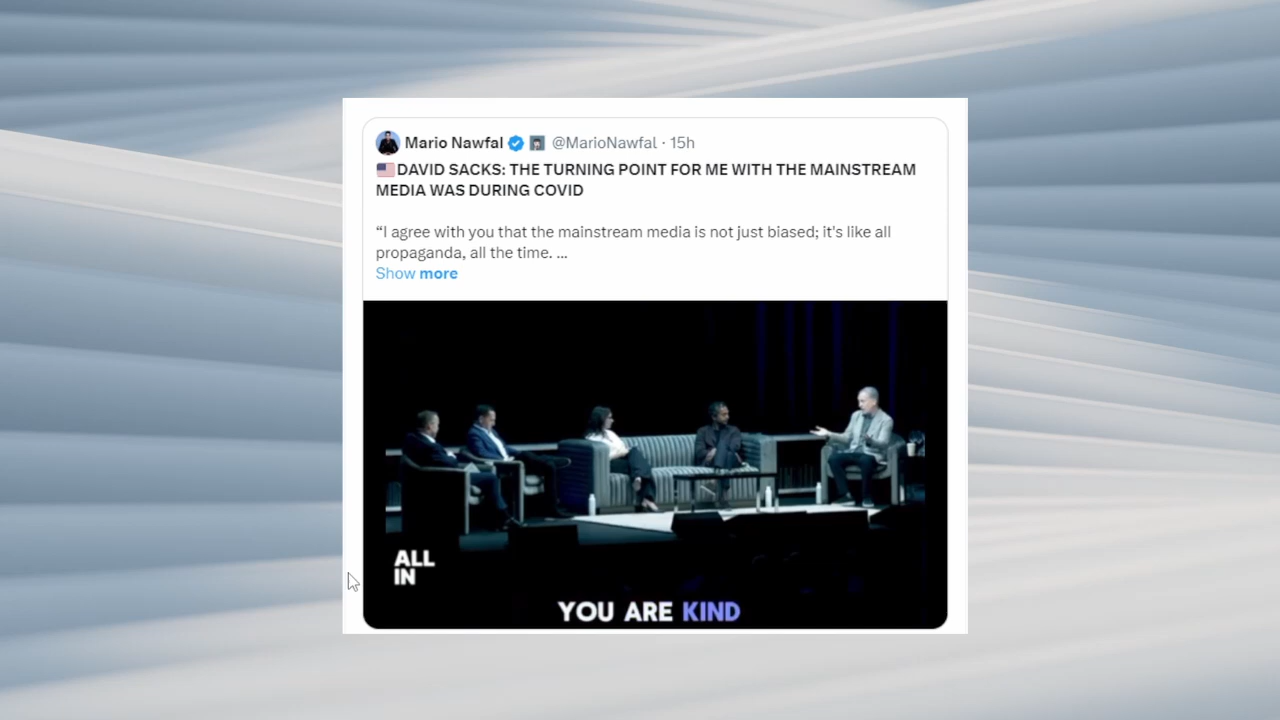 Mario Nawfal @MarioNawfal · 15h
🇺🇸DAVID SACKS: THE TURNING POINT FOR ME WITH THE MAINSTREAM
MEDIA WAS DURING COVID
“I agree with you that the mainstream media is not just biased; it's like all
propaganda, all the time. ...
Show more
ALL
IN
YOU ARE KIND